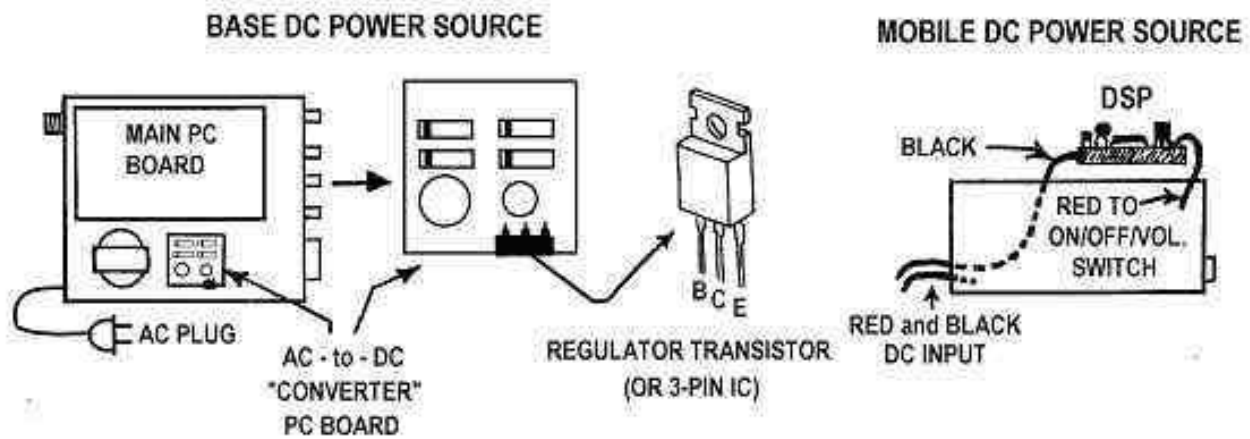 BASE DC POWER SOURCE
MAIN PC
BOARD
AC PLUG
AC - to - DC
"CONVERTER"
PC BOARD
B C E
REGULATOR TRANSISTOR
(OR 3-PIN IC)
MOBILE DC POWER SOURCE
DSP
BLACK
RED TO
ON/OFF/VOL.
SWITCH
RED and BLACK
DC INPUT